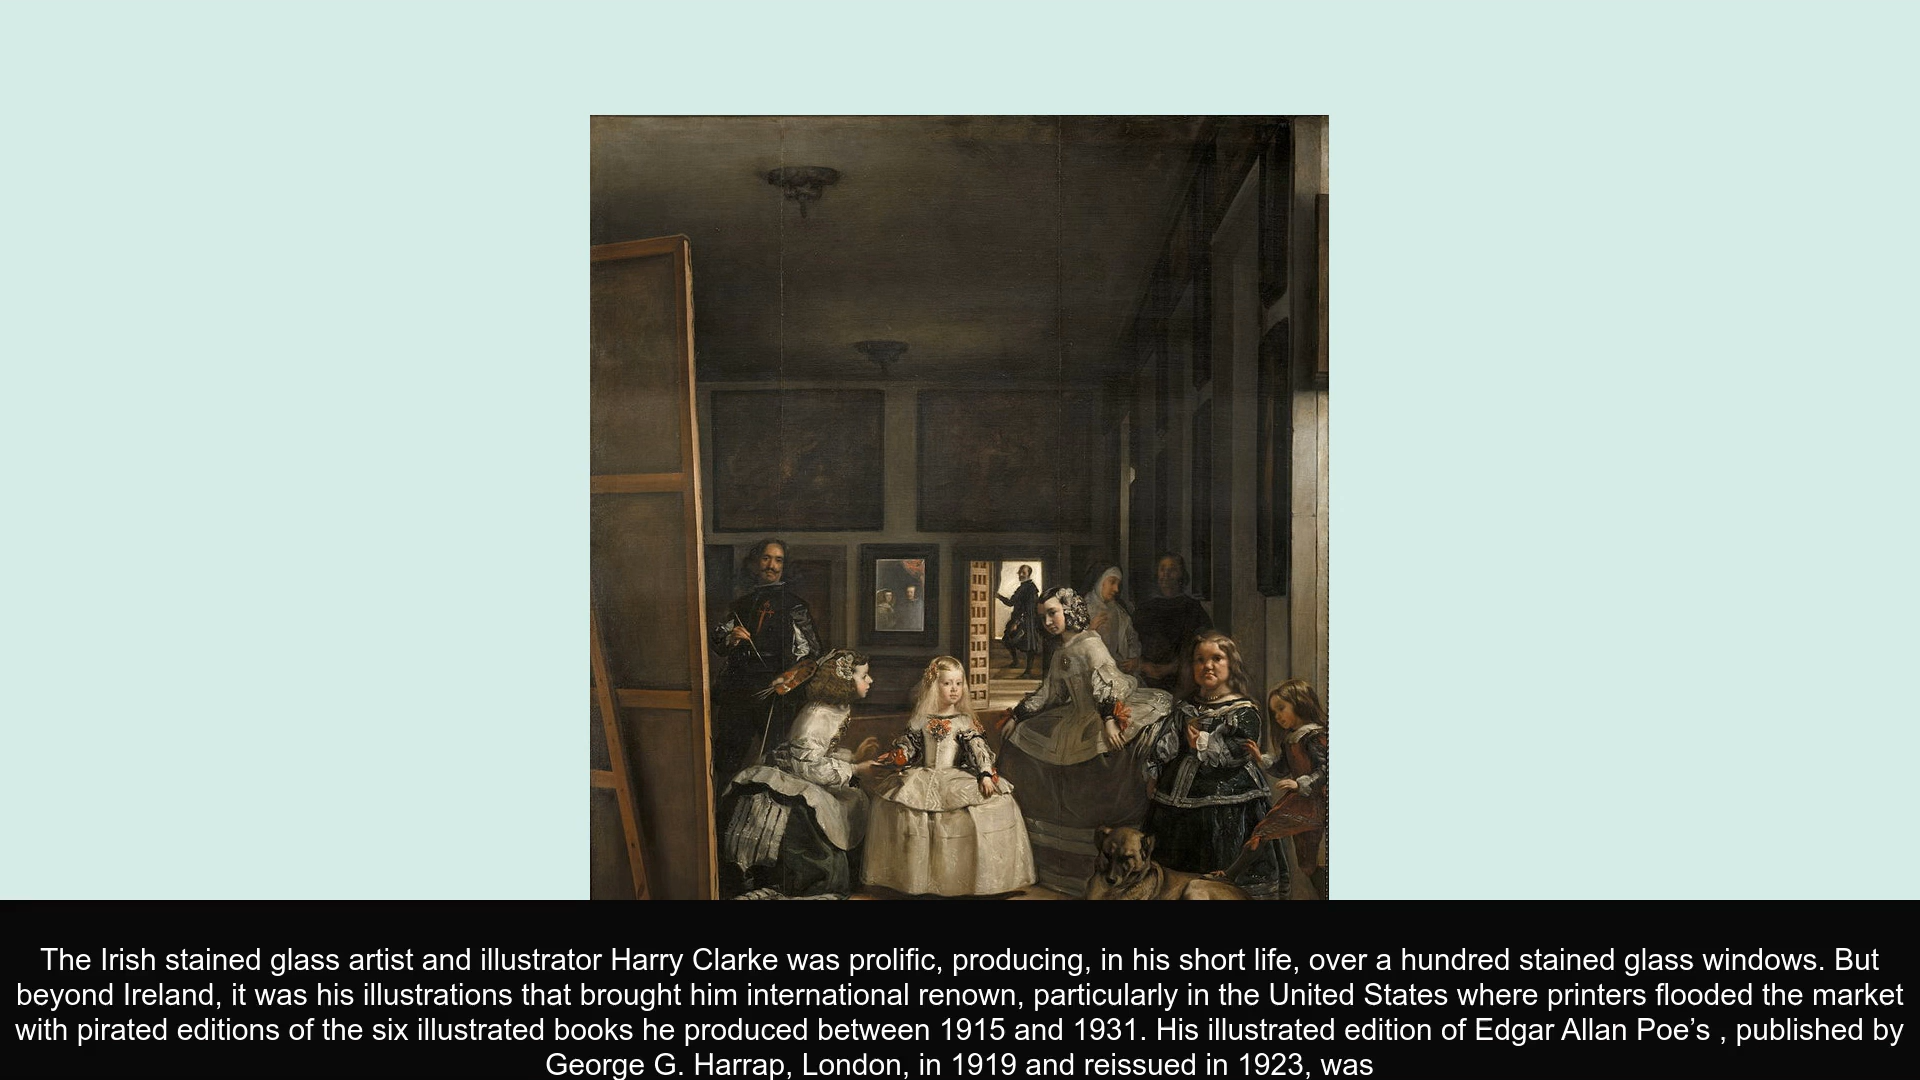 The Irish stained glass artist and illustrator Harry Clarke was prolific, producing, in his short life, over a hundred stained glass windows. But
beyond Ireland, it was his illustrations that brought him international renown, particularly in the United States where printers flooded the market
with pirated editions of the six illustrated books he produced between 1915 and 1931. His illustrated edition of Edgar Allan Poe’s , published by
George G. Harrap, London, in 1919 and reissued in 1923, was